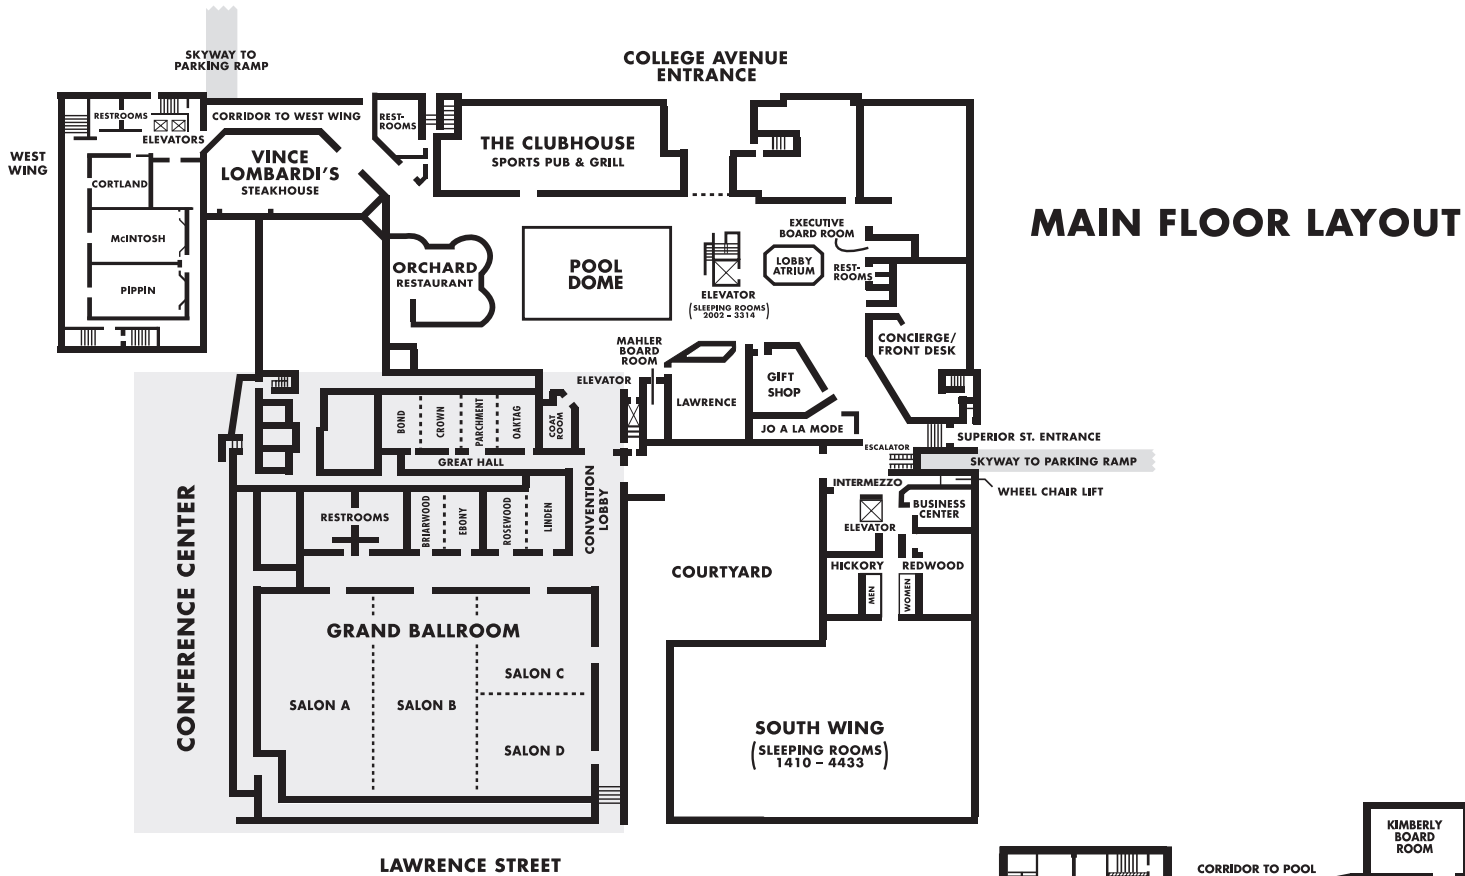 SKYWAY TO
PARKING RAMP
COLLEGE AVENUE
ENTRANCE
WEST
WING
RESTROOMS
ELEVATORS
CORRIDOR TO WEST WING
REST-
ROOMS
VINCE
LOMBARDI'S
STEAKHOUSE
THE CLUBHOUSE
SPORTS PUB & GRILL
CORTLAND
McINTOSH
PIPPIN
MAIN FLOOR LAYOUT
ORCHARD
RESTAURANT
POOL
DOME
ELEVATOR
(SLEEPING ROOMS
2002 – 3314)
EXECUTIVE
BOARD ROOM
LOBBY
ATRIUM
REST-
ROOMS
CONCIERGE/
FRONT DESK
MAHLER
BOARD
ROOM
ELEVATOR
LAWRENCE
GIFT
SHOP
JO A LA MODE
BOND
CROWN
PARCHMENT
OAKTAG
COAT
ROOM
GREAT HALL
ESCALATOR
SUPERIOR ST. ENTRANCE
SKYWAY TO PARKING RAMP
WHEEL CHAIR LIFT
INTERMEZZO
BUSINESS
CENTER
ELEVATOR
CONFERENCE CENTER
RESTROOMS
BRIARWOOD
EBONY
ROSEWOOD
LINDEN
CONVENTION
LOBBY
COURTYARD
HICKORY
REDWOOD
MEN
WOMEN
GRAND BALLROOM
SALON A
SALON B
SALON C
SALON D
SOUTH WING
(SLEEPING ROOMS
1410 – 4433)
LAWRENCE STREET
KIMBERLY
BOARD
ROOM
CORRIDOR TO POOL